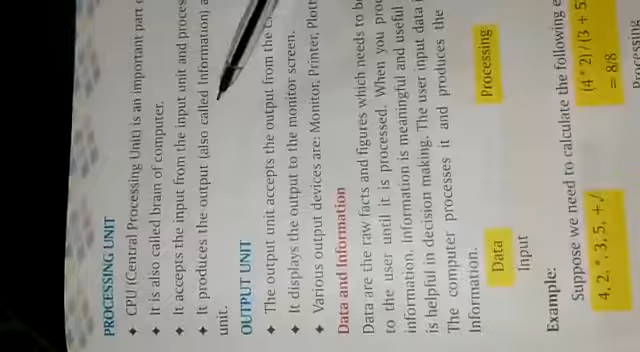 PROCESSING UNIT
✦ CPU (Central Processing Unit) is an important part
✦ It is also called brain of computer.
✦ It accepts the input from the input unit and
✦ It produces the output (also called Information)
unit.
OUTPUT UNIT
✦ The output unit accepts the output from the
✦ It displays the output to the monitor screen.
✦ Various output devices are: Monitor, Printer,
Data and Information
Data are the raw facts and figures which needs to
to the user until it is processed. When you
information. Information is meaningful and useful
is helpful in decision making. The user input data
The computer processes it and produces the
Information.
Data Processing
Input Processing
Example:
Suppose we need to calculate the following
4, 2, *, 3, 5, + / (4 * 2) / (3 + 5
= 8/8